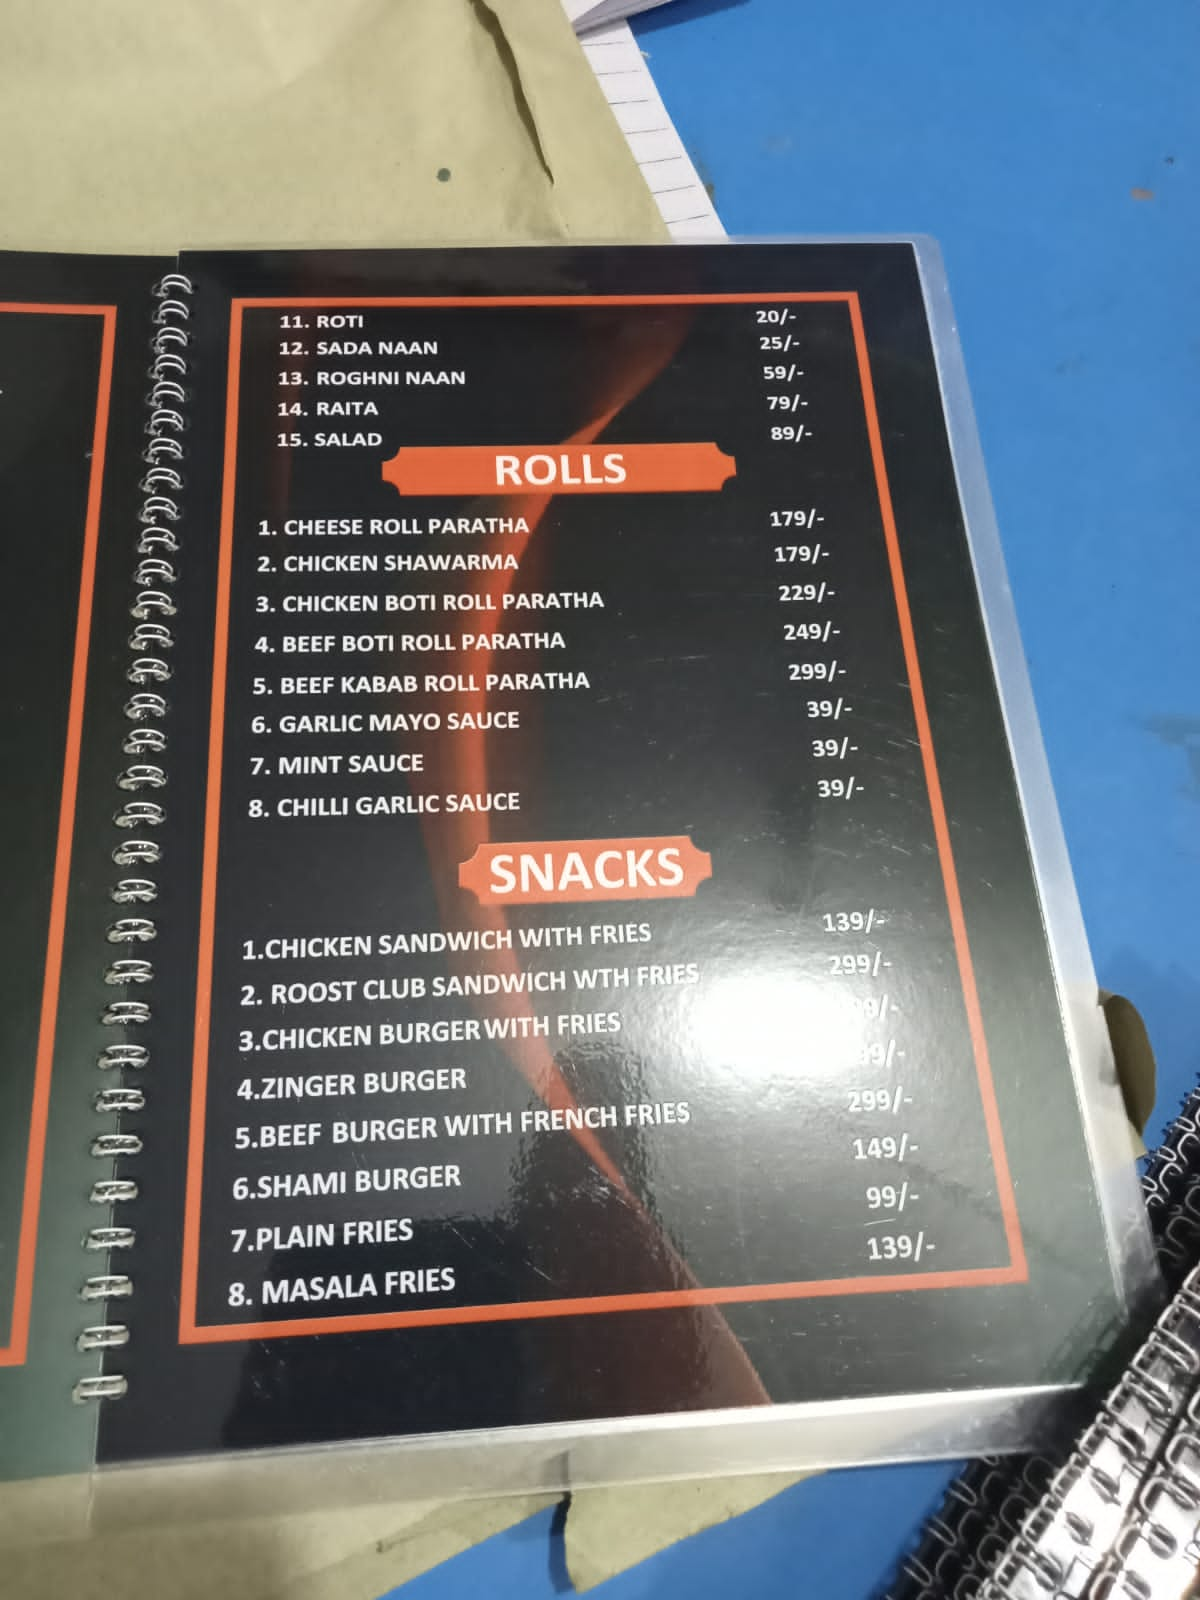 11. ROTI 20/-
12. SADA NAAN 25/-
13. ROGHNI NAAN 59/-
14. RAITA 79/-
15. SALAD 89/-
ROLLS
1. CHEESE ROLL PARATHA 179/-
2. CHICKEN SHAWARMA 179/-
3. CHICKEN BOTI ROLL PARATHA 229/-
4. BEEF BOTI ROLL PARATHA 249/-
5. BEEF KABAB ROLL PARATHA 299/-
6. GARLIC MAYO SAUCE 39/-
7. MINT SAUCE 39/-
8. CHILLI GARLIC SAUCE 39/-
SNACKS
1.CHICKEN SANDWICH WITH FRIES 139/-
2. ROOST CLUB SANDWICH WTH FRIES 299/-
3.CHICKEN BURGER WITH FRIES
4.ZINGER BURGER
5.BEEF BURGER WITH FRENCH FRIES 299/-
6.SHAMI BURGER 149/-
7.PLAIN FRIES 99/-
8. MASALA FRIES 139/-